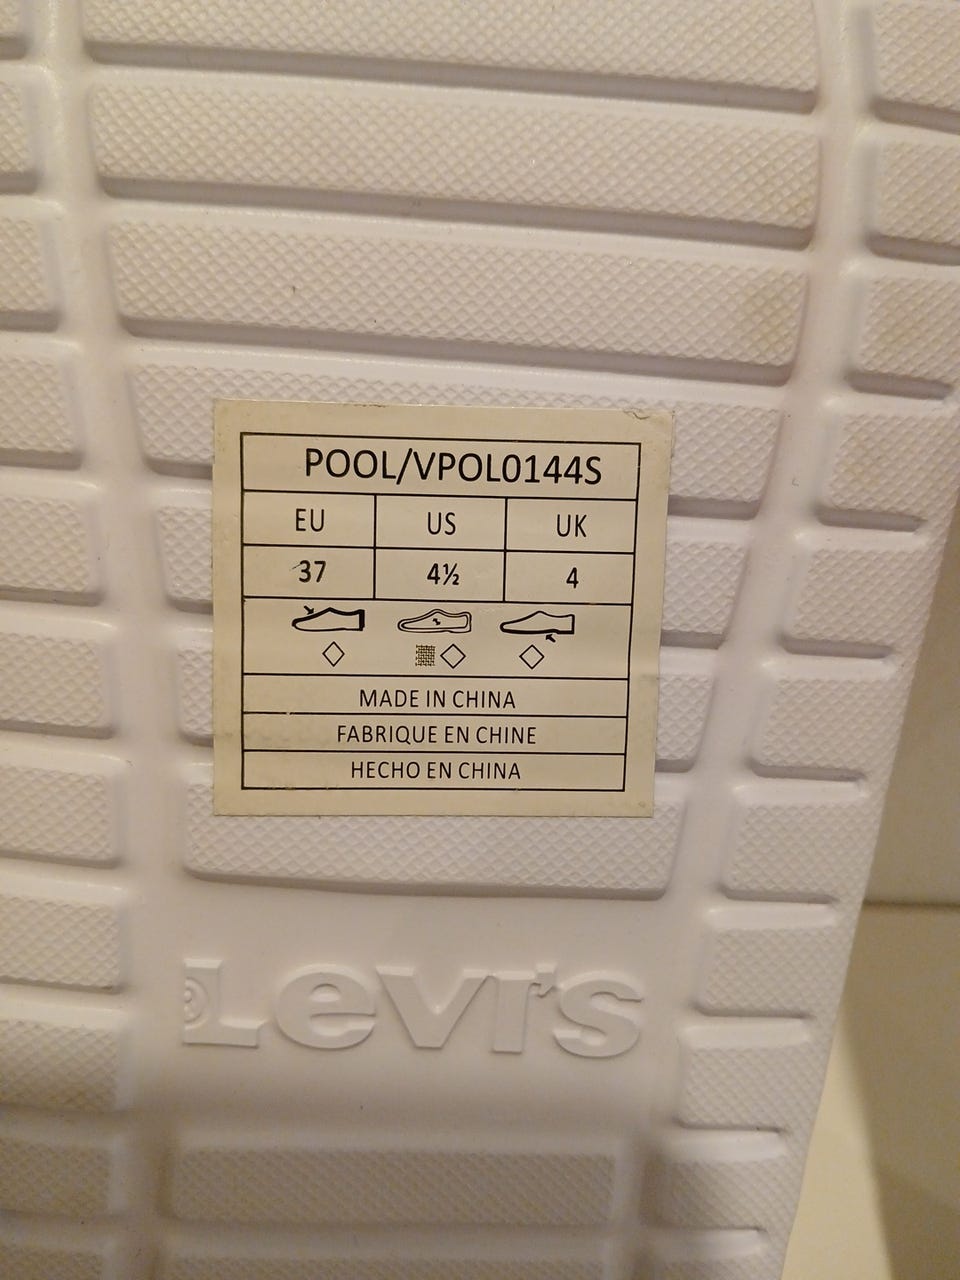 POOL/VPOL0144S
EU US UK
37 4½ 4
MADE IN CHINA
FABRIQUE EN CHINE
HECHO EN CHINA
Levi's